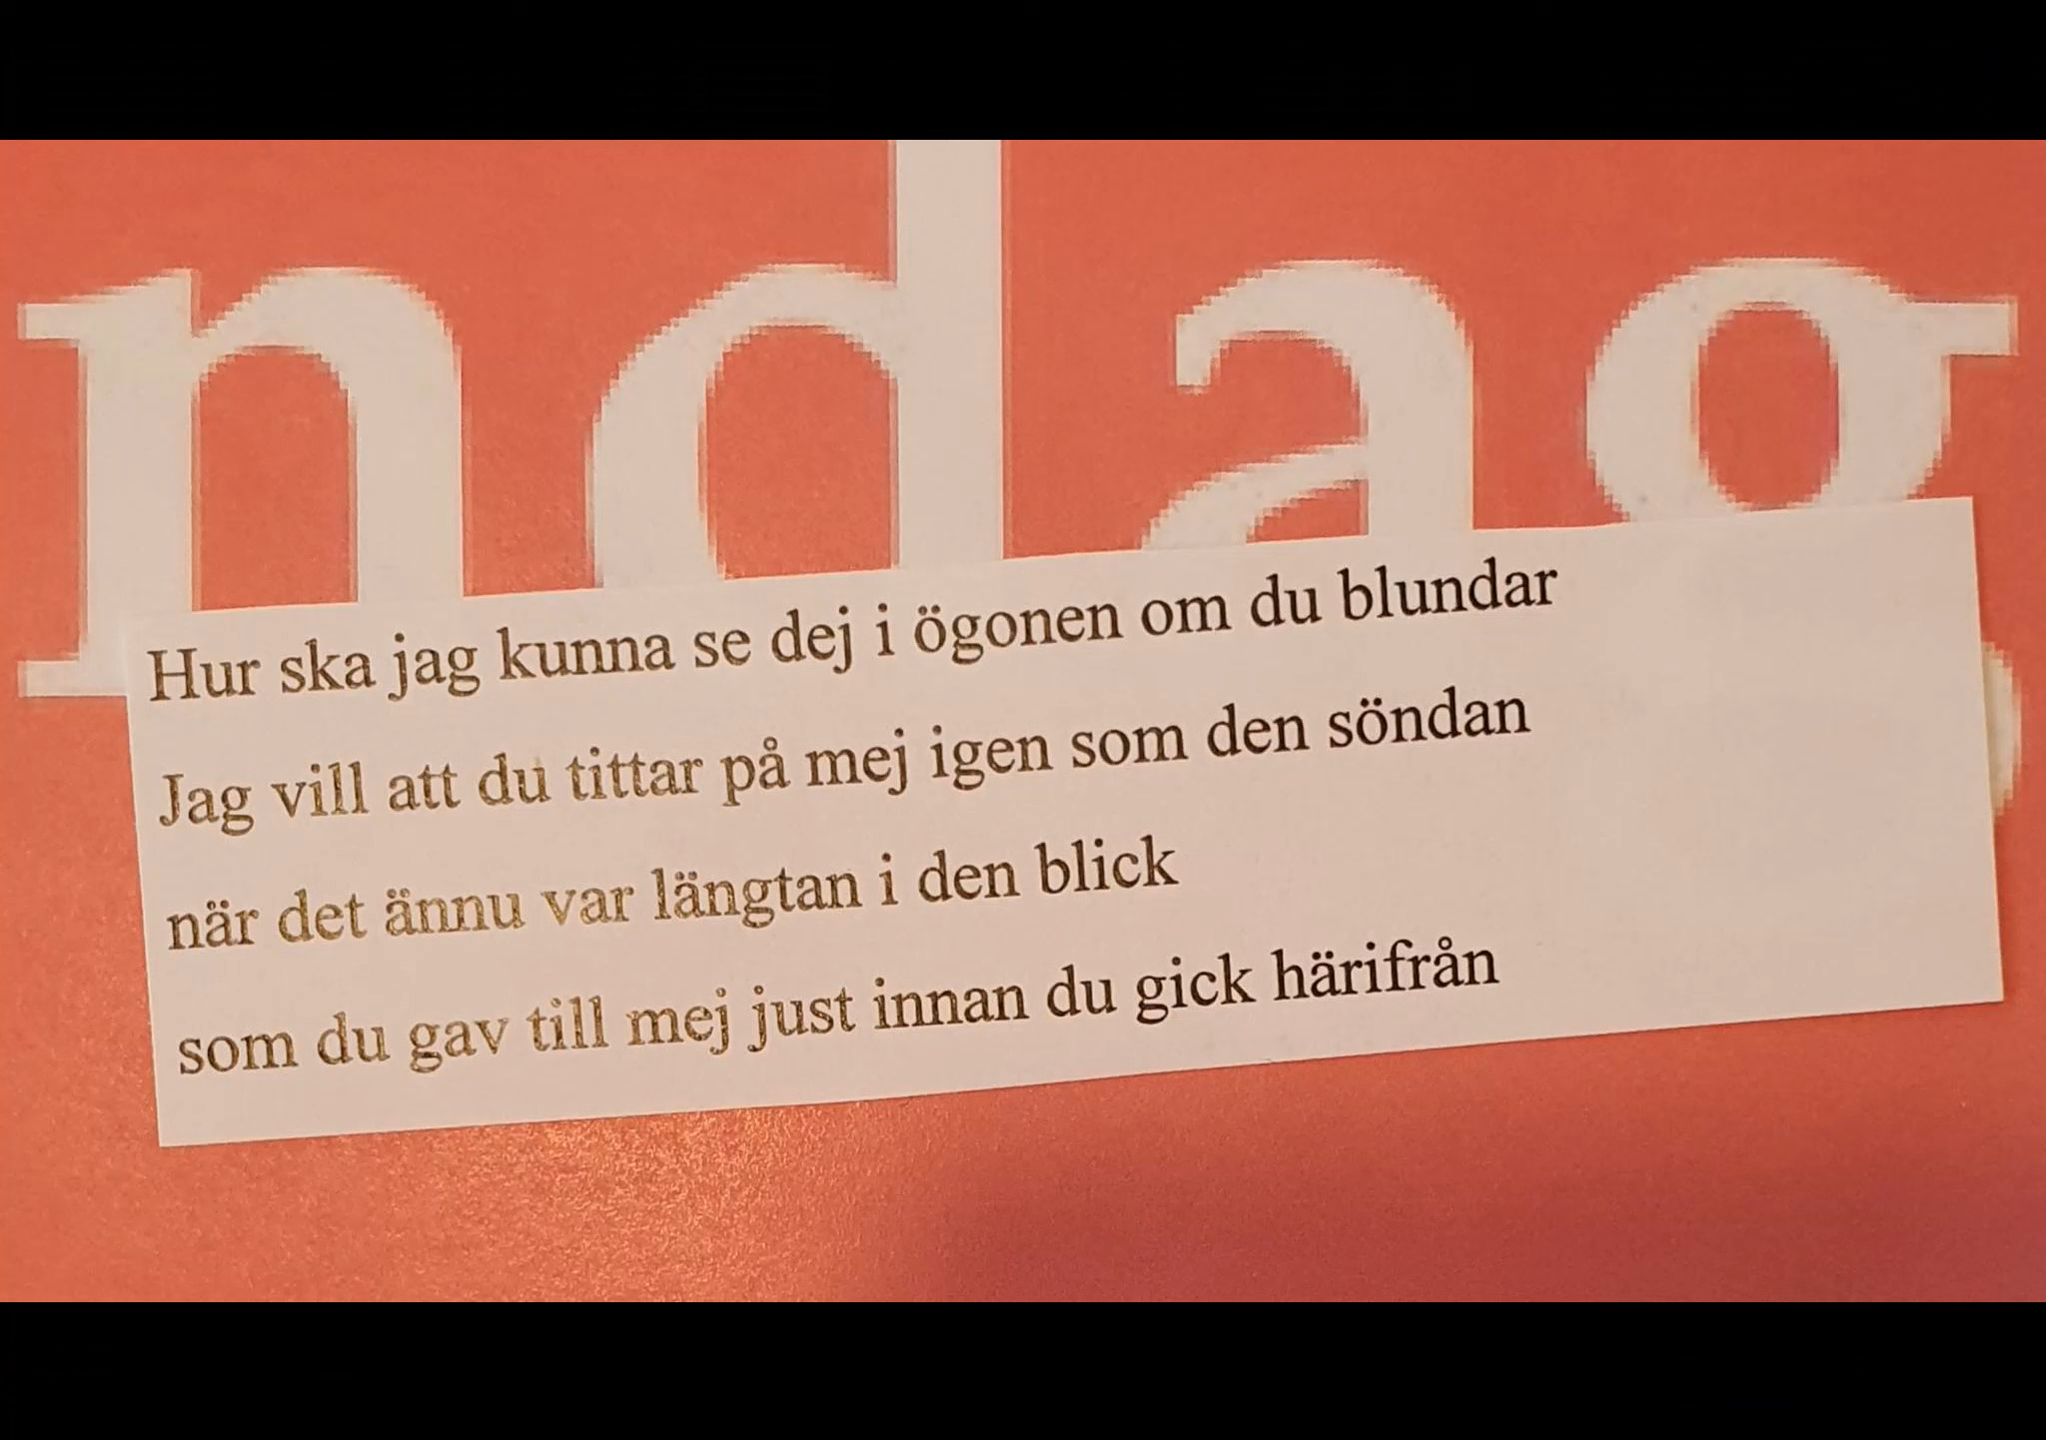 ndag
Hur ska jag kunna se dej i ögonen om du blundar
Jag vill att du tittar på mej igen som den söndan
när det ännu var längtan i den blick
som du gav till mej just innan du gick härifrån